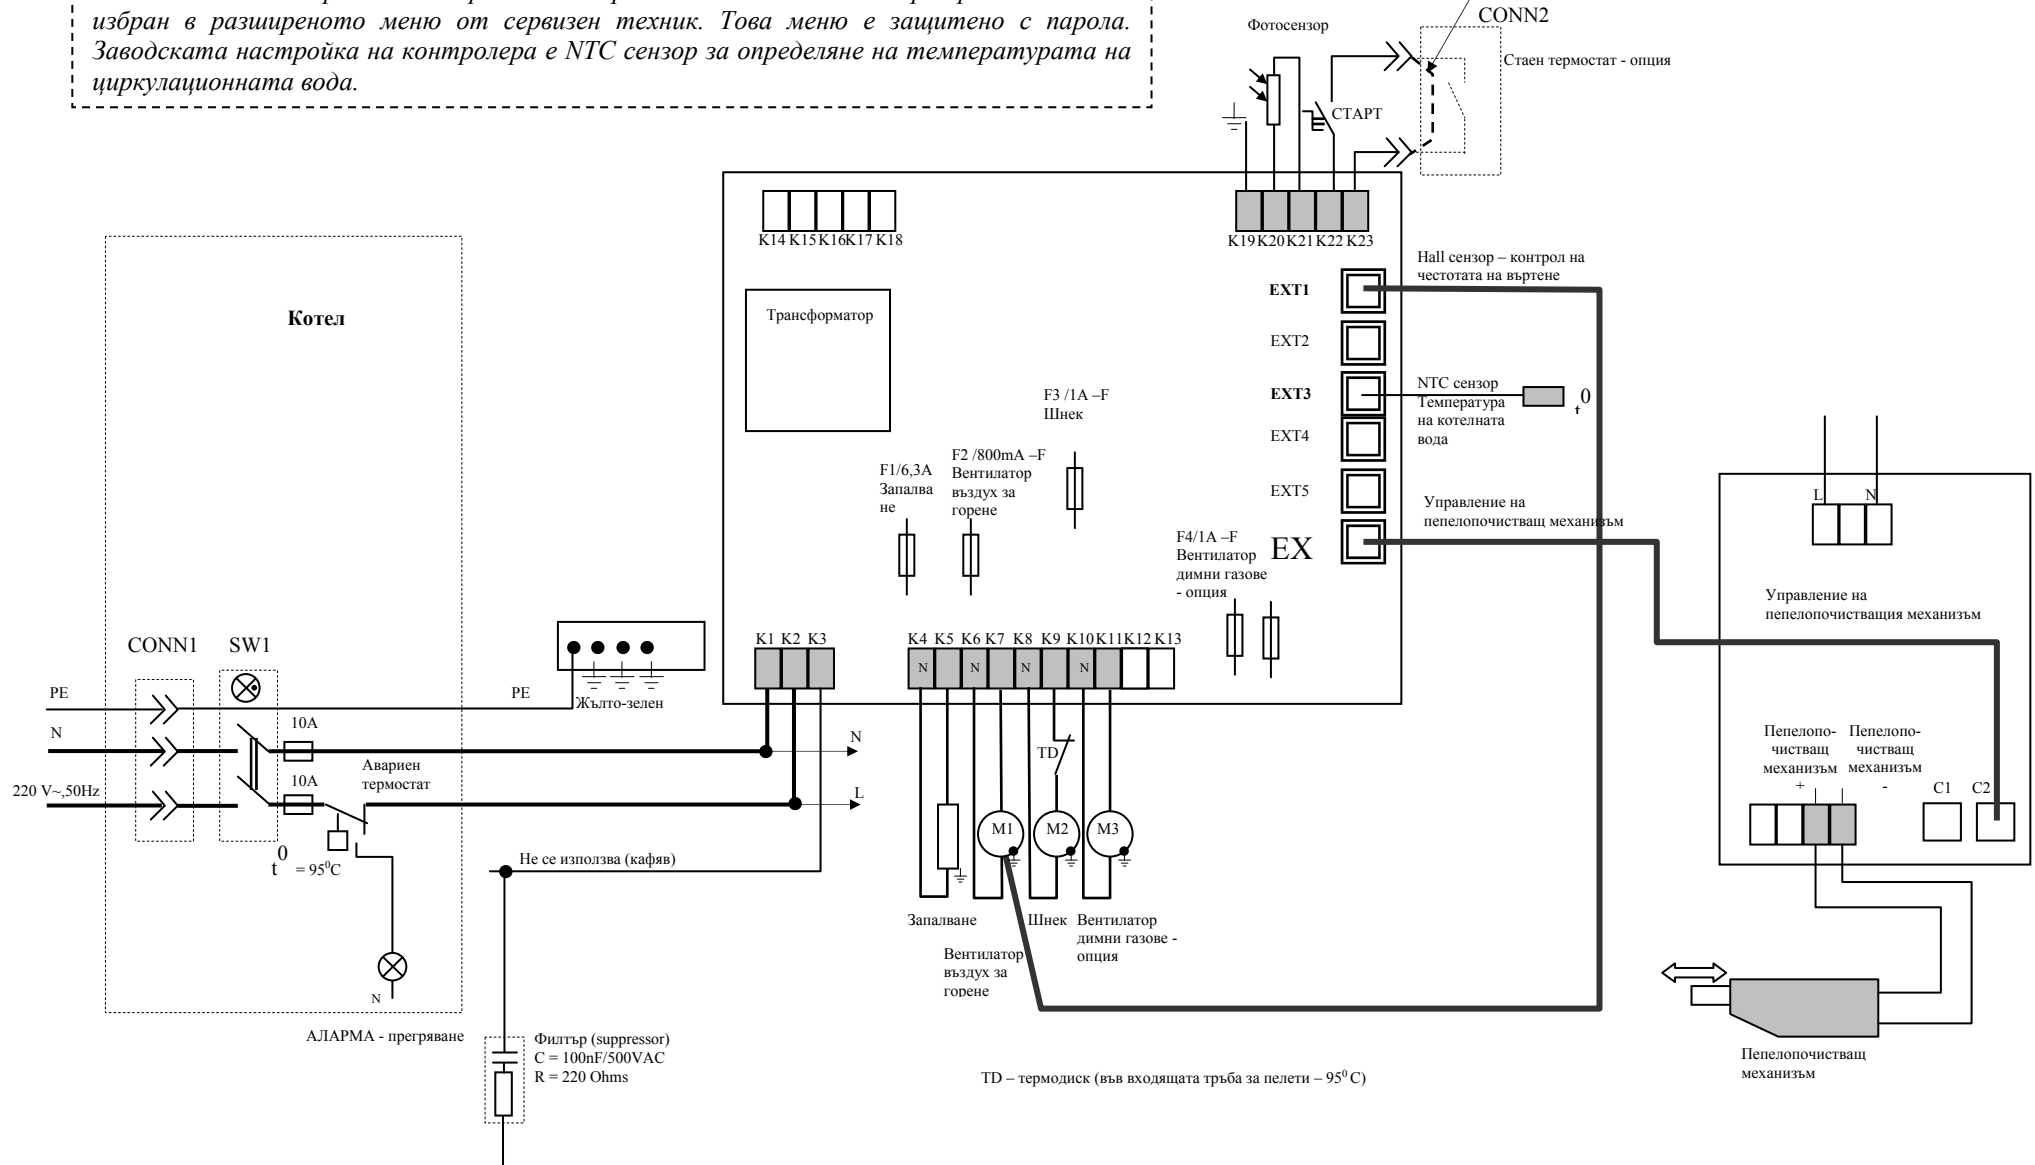 избран в разширеното меню от сервизен техник. Това меню е защитено с парола.
Заводската настройка на контролера е NTC сензор за определяне на температурата на
циркулационната вода.
CONN2
Фотосензор
Стаен термостат - опция
СТАРТ
K14 K15 K16 K17 K18
K19 K20 K21 K22 K23
Котел
Трансформатор
Hall сензор – контрол на
честотата на въртене
EXT1
EXT2
EXT3
EXT4
EXT5
EX
NTC сензор
Температура
на котелната
вода
t0
Управление на
пепелопочистващ механизъм
F3 /1A –F
Шнек
F1/6,3A
Запалва
не
F2 /800mA –F
Вентилатор
въздух за
горене
F4/1A –F
Вентилатор
димни газове
- опция
L N
Управление на
пепелопочистващия механизъм
CONN1 SW1
PE
PE
Жълто-зелен
K1 K2 K3
K4 K5 K6 K7 K8 K9 K10 K11 K12 K13
N N N N
N
10A
N
220 V~,50Hz
10A
Авариен
термостат
L
t0 = 95⁰C
TD
M1 M2 M3
Не се използва (кафяв)
Запалване
Вентилатор
въздух за
горене
Шнек
Вентилатор
димни газове -
опция
N
АЛАРМА - прегряване
Филтър (suppressor)
C = 100nF/500VAC
R = 220 Ohms
TD – термодиск (във входящата тръба за пелети – 95⁰ C)
Пепелопо-
чистващ
механизъм
+
Пепелопо-
чистващ
механизъм
-
C1 C2
Пепелопочистващ
механизъм